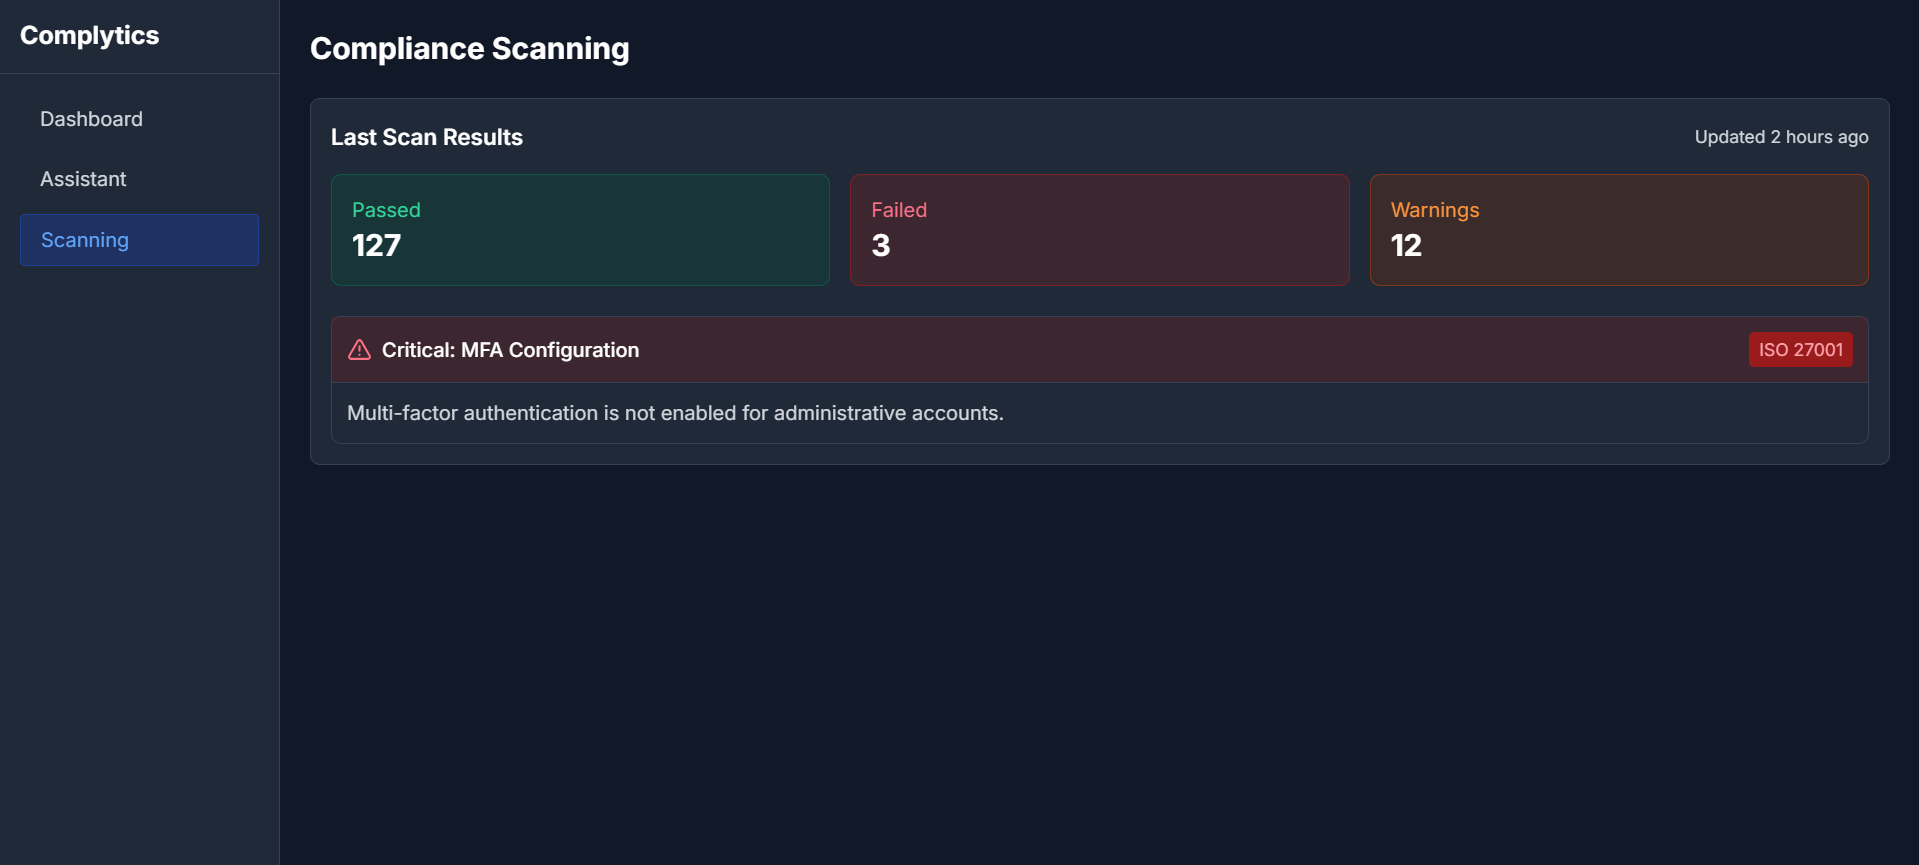 Complytics
Dashboard
Assistant
Scanning
Compliance Scanning
Last Scan Results
Updated 2 hours ago
Passed
127
Failed
3
Warnings
12
Critical: MFA Configuration
ISO 27001
Multi-factor authentication is not enabled for administrative accounts.